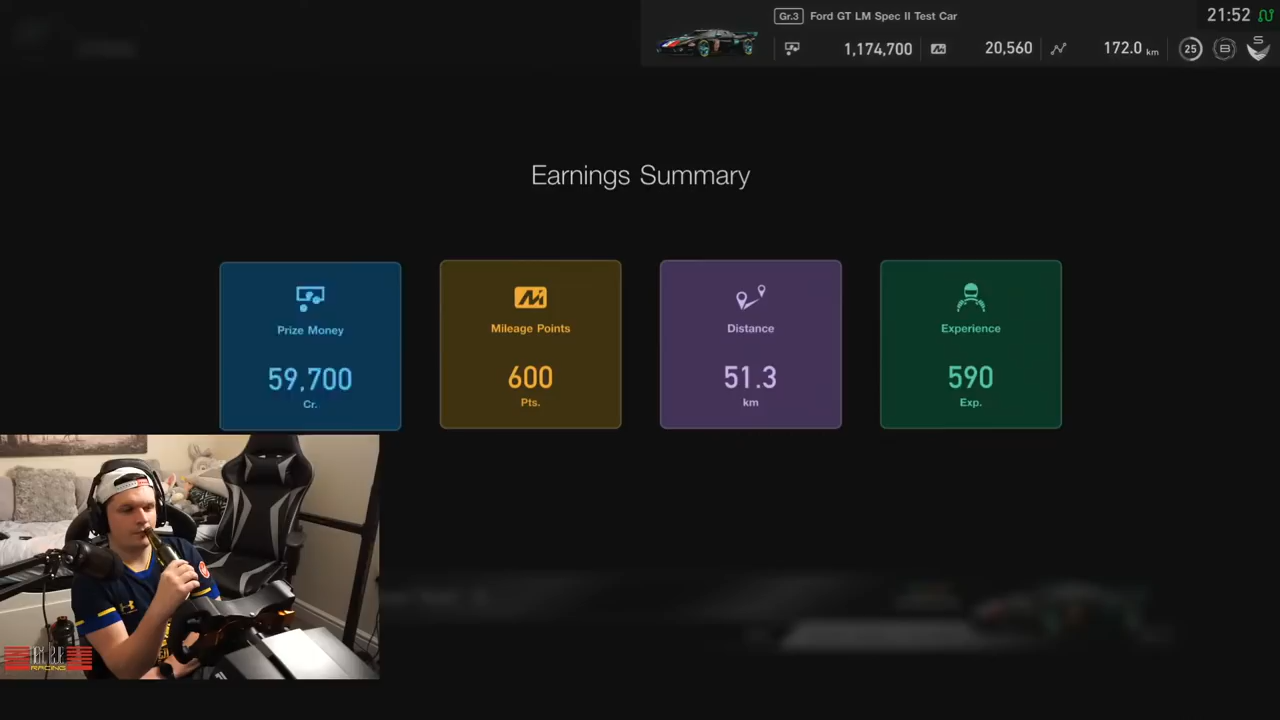 Gr.3 Ford GT LM Spec II Test Car
21:52
1,174,700
20,560
172.0 km
25
B
S
Earnings Summary
Prize Money
59,700
Cr.
Mileage Points
600
Pts.
Distance
51.3
km
Experience
590
Exp.
RACING